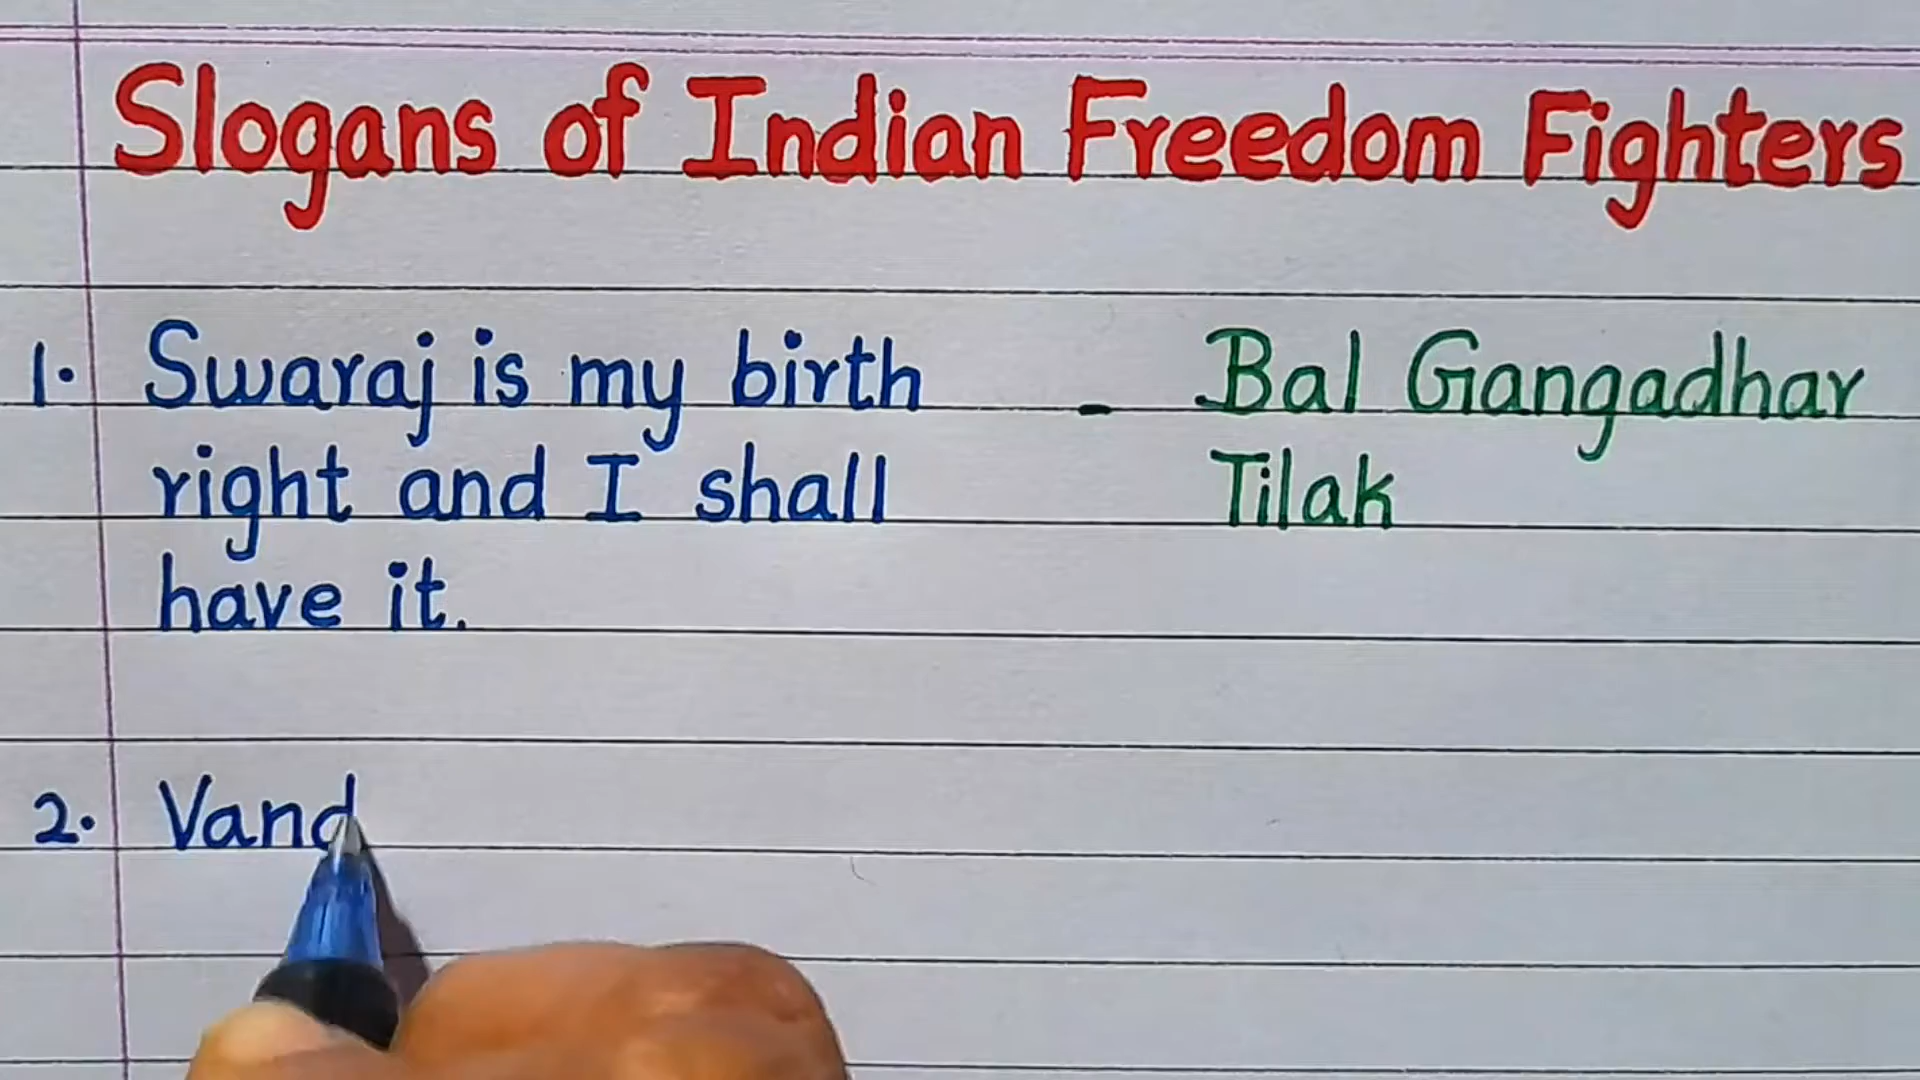 Slogans of Indian Freedom Fighters
1. Swaraj is my birth - Bal Gangadhar
right and I shall Tilak
have it.
2. Vand